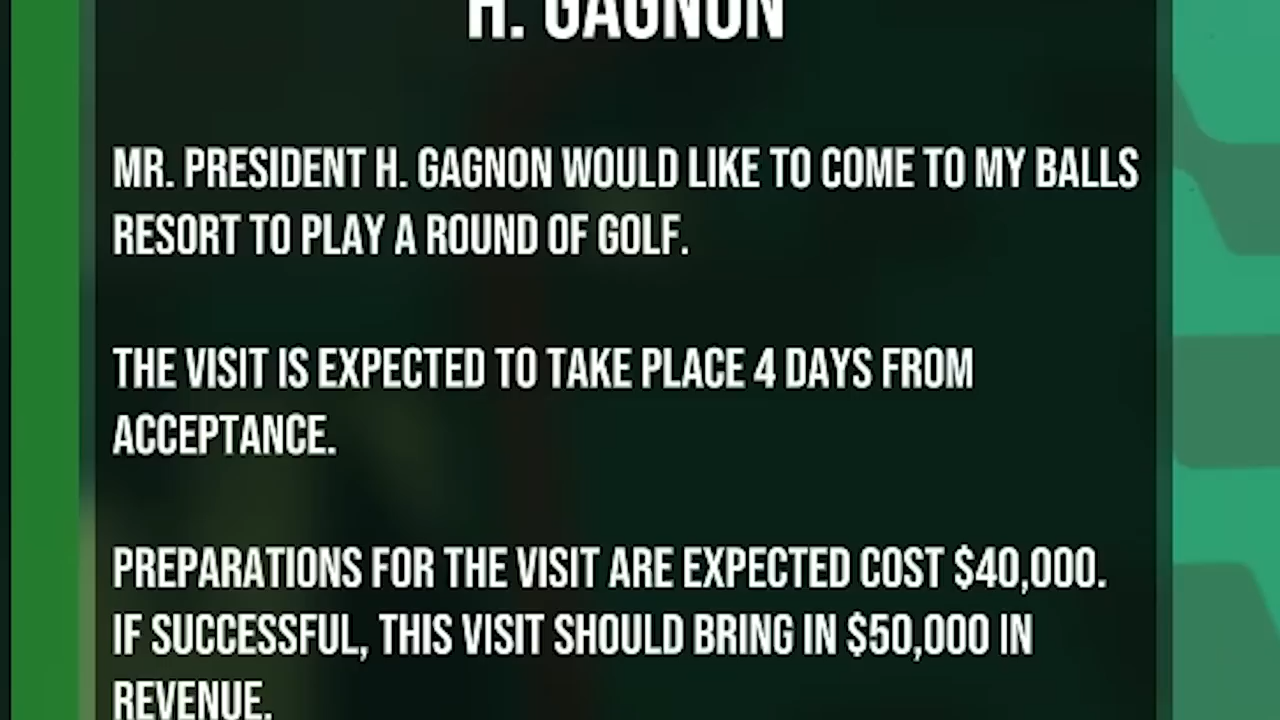 H. GAGNON
MR. PRESIDENT H. GAGNON WOULD LIKE TO COME TO MY BALLS
RESORT TO PLAY A ROUND OF GOLF.
THE VISIT IS EXPECTED TO TAKE PLACE 4 DAYS FROM
ACCEPTANCE.
PREPARATIONS FOR THE VISIT ARE EXPECTED COST $40,000.
IF SUCCESSFUL, THIS VISIT SHOULD BRING IN $50,000 IN
REVENUE.